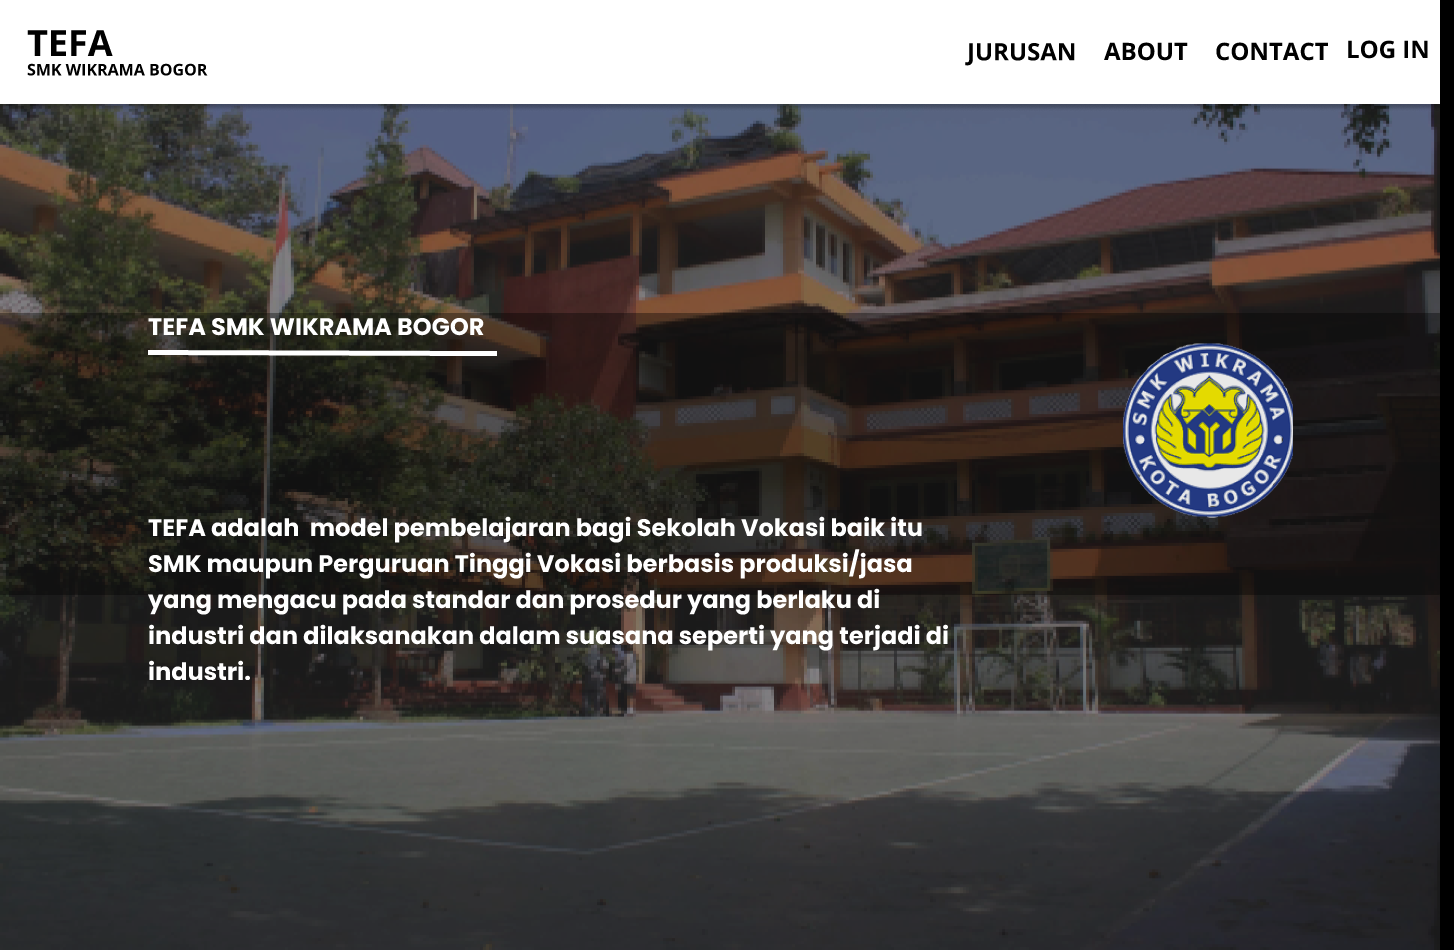 TEFA
SMK WIKRAMA BOGOR
JURUSAN ABOUT CONTACT LOG IN
TEFA SMK WIKRAMA BOGOR
SMK WIKRAMA
KOTA BOGOR
TEFA adalah  model pembelajaran bagi Sekolah Vokasi baik itu
SMK maupun Perguruan Tinggi Vokasi berbasis produksi/jasa
yang mengacu pada standar dan prosedur yang berlaku di
industri dan dilaksanakan dalam suasana seperti yang terjadi di
industri.